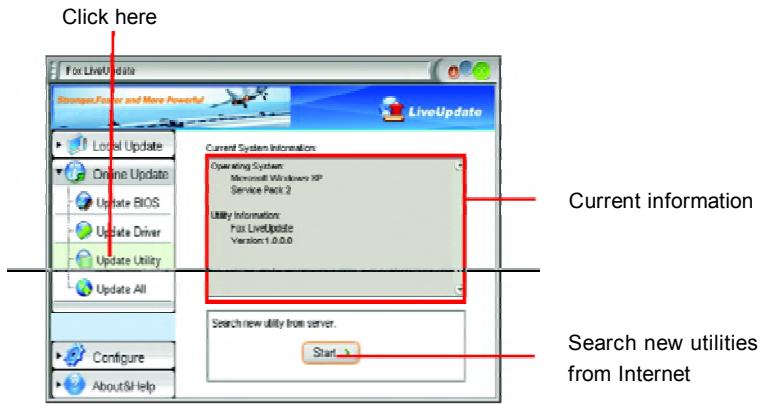 Click here
Fox LiveUpdate
Stronger,Faster and More Powerful
LiveUpdate
Local Update
Online Update
Update BIOS
Update Driver
Update Utility
Update All
Configure
About&Help
Current System Information:
Operating System:
Microsoft Windows XP
Service Pack 2
Utility Information:
Fox LiveUpdate
Version:1.0.0.0
Search new utility from server.
Start
Current information
Search new utilities
from Internet